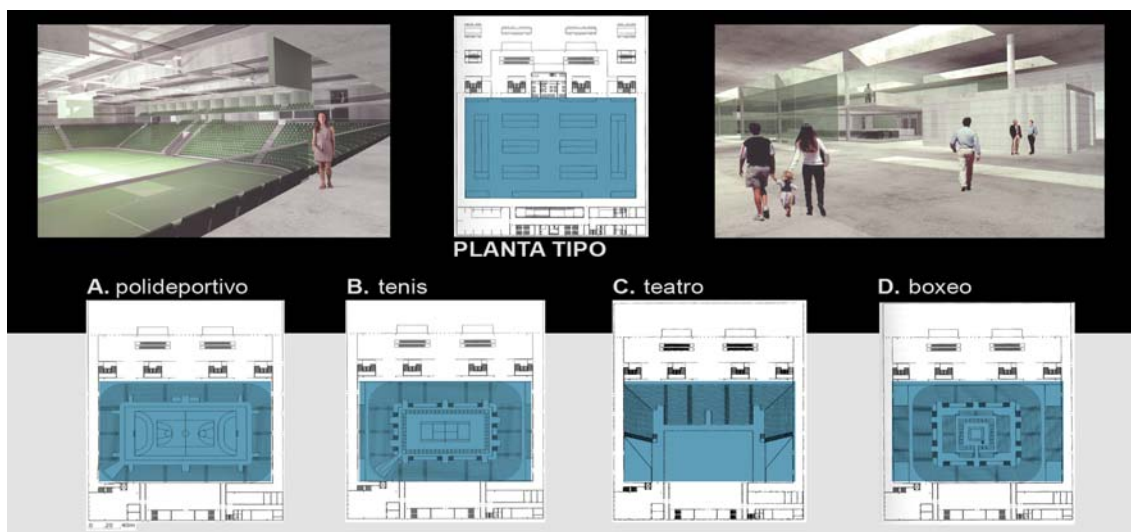 PLANTA TIPO
A. polideportivo
B. tenis
C. teatro
D. boxeo